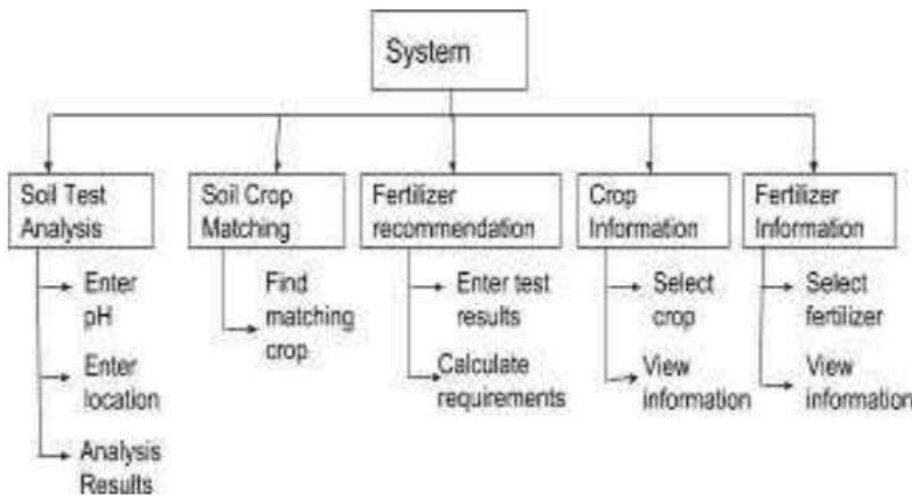 System
Soil Test
Analysis
Enter
pH
Enter
location
Analysis
Results
Soil Crop
Matching
Find
matching
crop
Fertilizer
recommendation
Enter test
results
Calculate
requirements
Crop
Information
Select
crop
View
information
Fertilizer
Information
Select
fertilizer
View
information